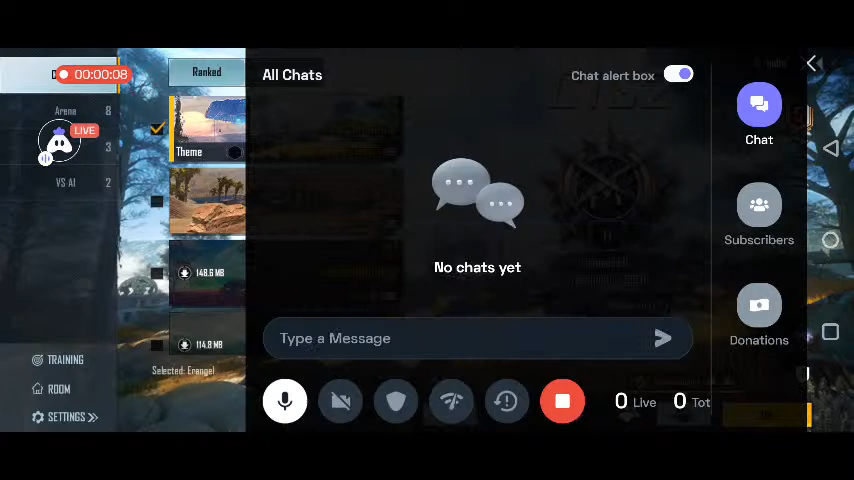 00:00:08
Arena 8
LIVE
3
VS AI 2
TRAINING
ROOM
SETTINGS
Ranked
Theme
148.6 MB
114.8 MB
Selected: Erangel
All Chats
Chat alert box
No chats yet
Type a Message
0 Live 0 Tot
Chat
Subscribers
Donations